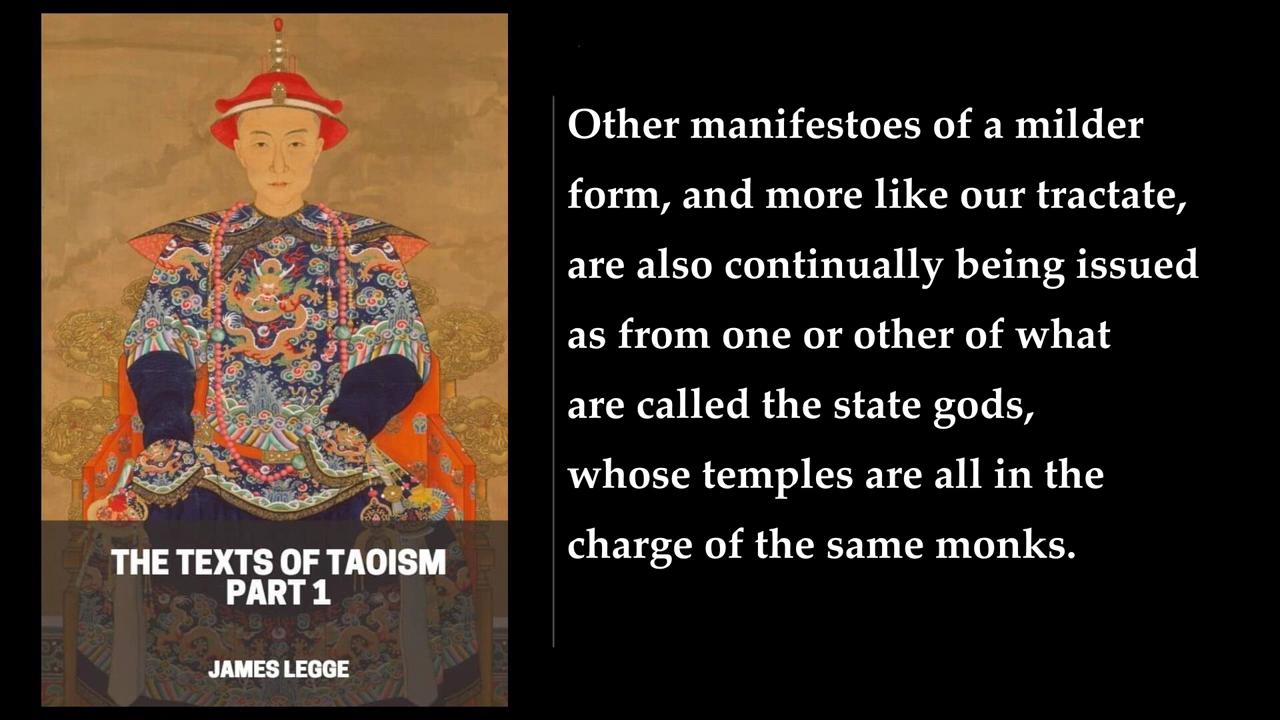 THE TEXTS OF TAOISM
PART 1
JAMES LEGGE
Other manifestoes of a milder
form, and more like our tractate,
are also continually being issued
as from one or other of what
are called the state gods,
whose temples are all in the
charge of the same monks.